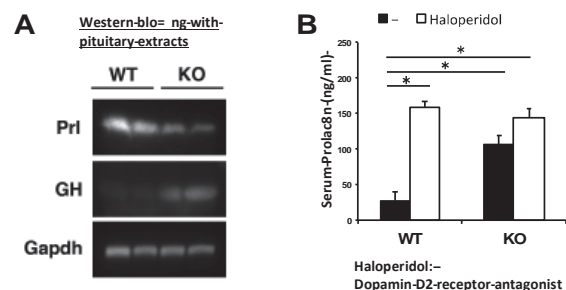 A
Western-blo= ng-with-
pituitary-extracts
WT KO
Prl
GH
Gapdh
B
– Haloperidol
250
200
150
100
50
0
Serum-Prolac8n-(ng/ml)-
*
*
*
WT KO
Haloperidol:–
Dopamin-D2-receptor-antagonist